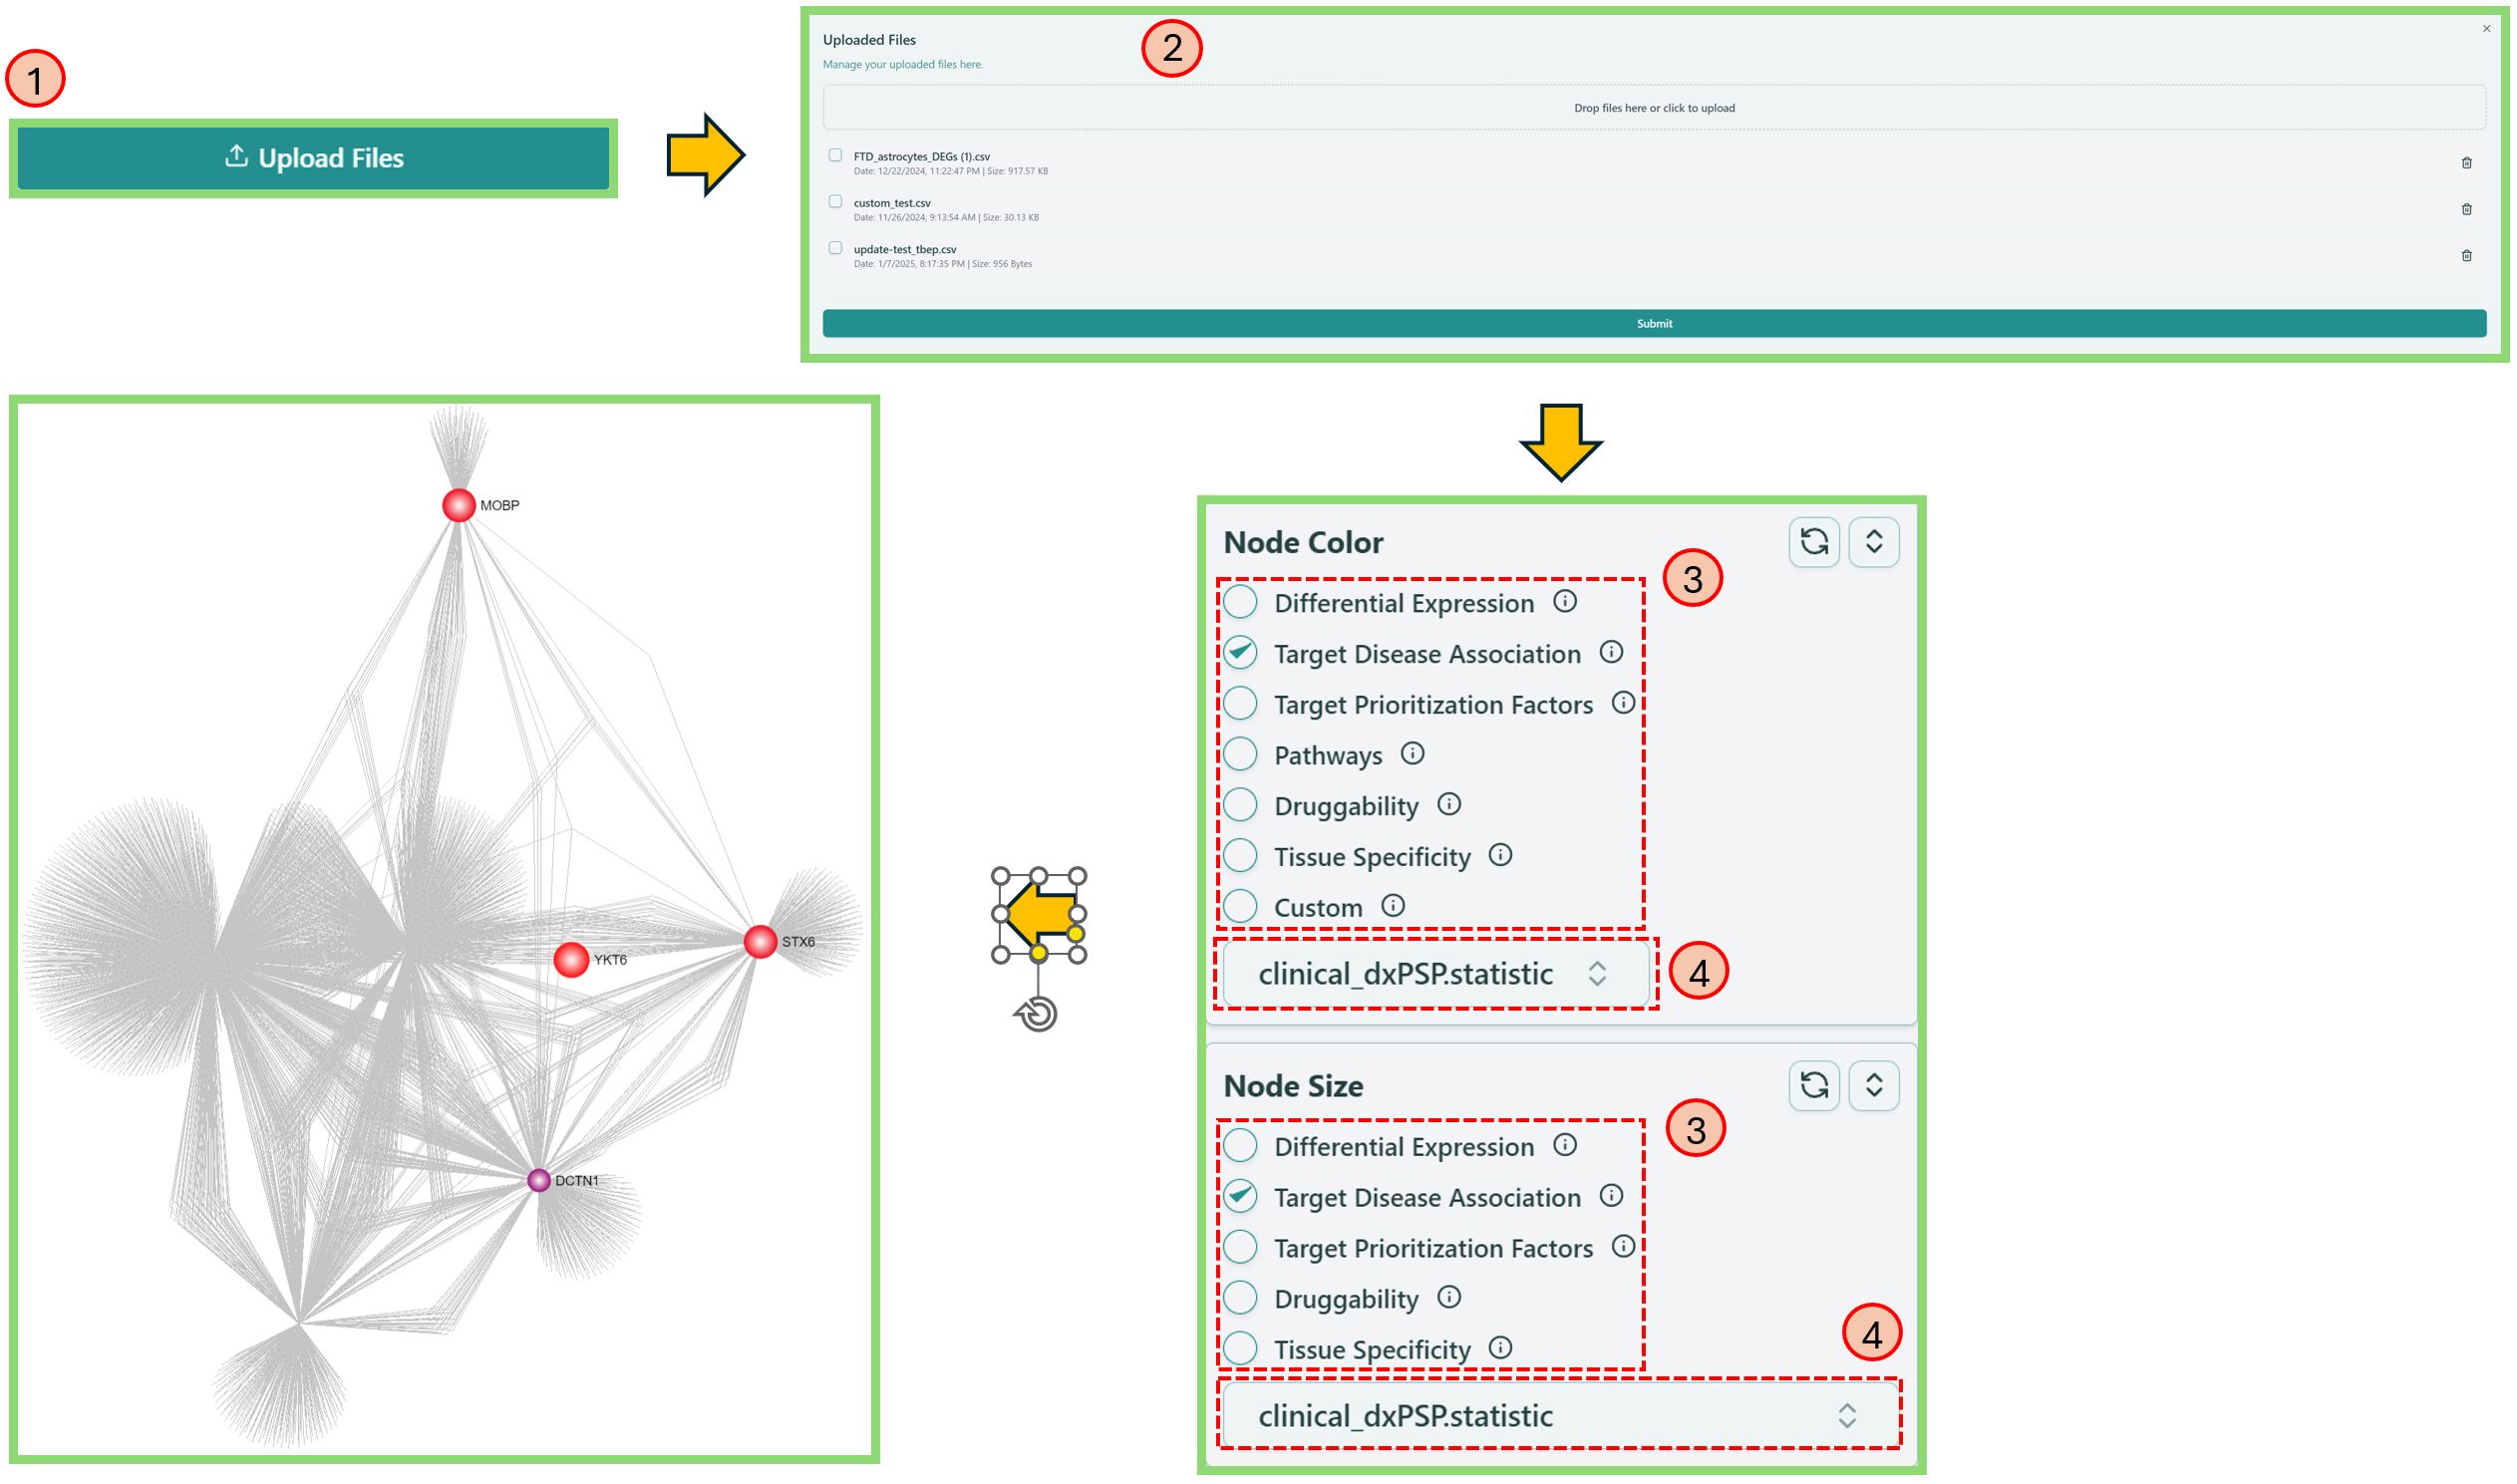 1
Upload Files
2
Uploaded Files
Manage your uploaded files here.
Drop files here or click to upload
FTD_astrocytes_DEGs (1).csv
Date: 12/22/2024, 11:22:47 PM | Size: 917.57 KB
custom_test.csv
Date: 11/26/2024, 9:13:54 AM | Size: 30.13 KB
update-test_tbep.csv
Date: 1/7/2025, 8:17:35 PM | Size: 956 Bytes
Submit
Node Color
3
Differential Expression
Target Disease Association
Target Prioritization Factors
Pathways
Druggability
Tissue Specificity
Custom
clinical_dxPSP.statistic
4
Node Size
3
Differential Expression
Target Disease Association
Target Prioritization Factors
Druggability
Tissue Specificity
4
clinical_dxPSP.statistic
MOBP
STX6
YKT6
DCTN1